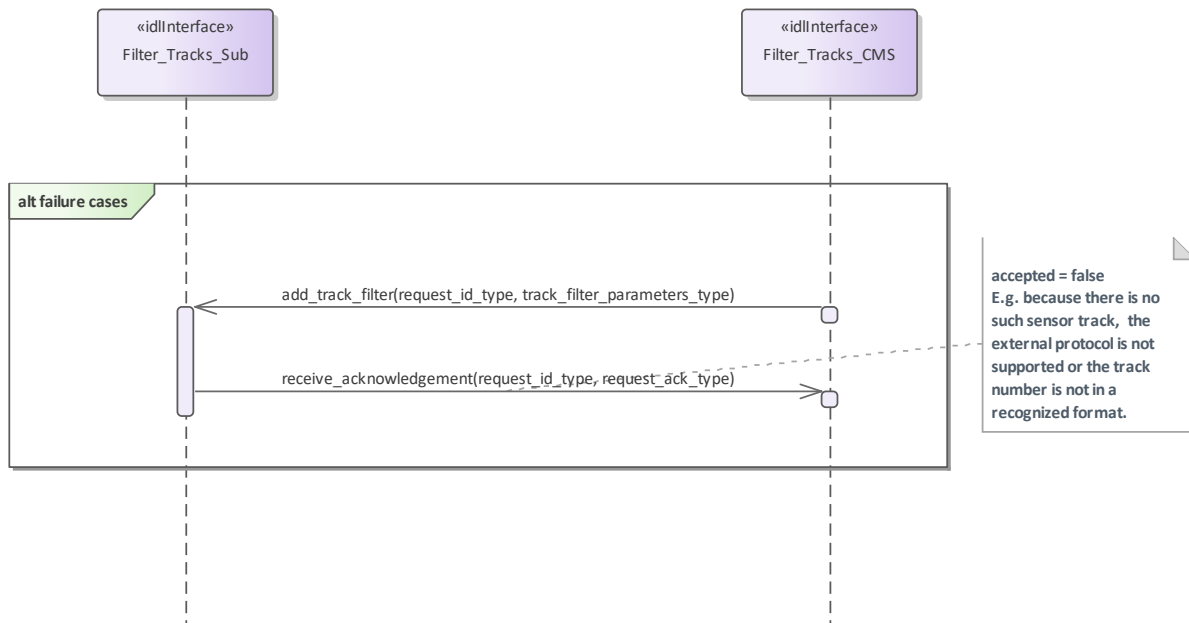 «idlInterface»
Filter_Tracks_Sub
«idlInterface»
Filter_Tracks_CMS
alt failure cases
add_track_filter(request_id_type, track_filter_parameters_type)
receive_acknowledgement(request_id_type, request_ack_type)
accepted = false
E.g. because there is no
such sensor track, the
external protocol is not
supported or the track
number is not in a
recognized format.